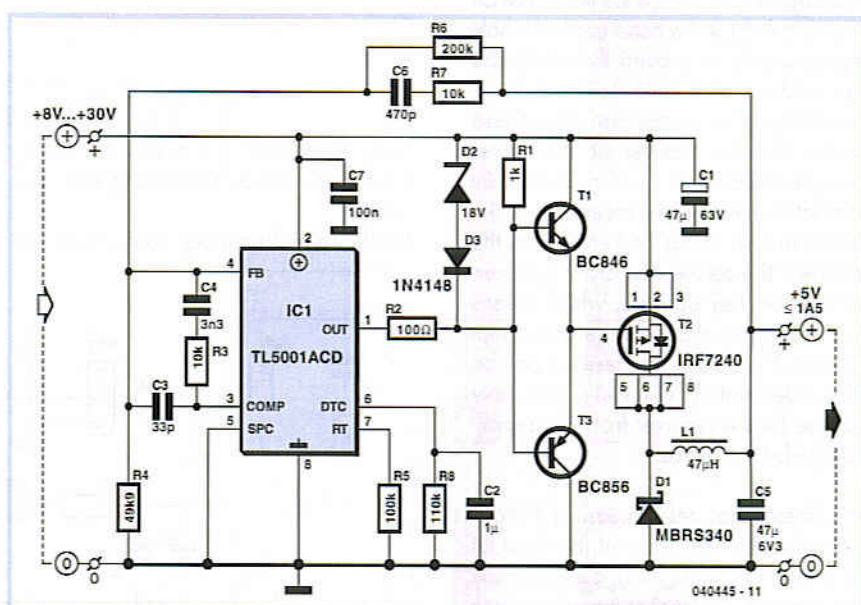 R6
200k
C6
R7
10k
470p
+8V...+30V
+
+
R1
1k
D2
18V
C7
100n
T1
BC846
C1
47µ
63V
D3
1N4148
2
+
4
FB
C4
3n3
IC1
OUT
1
R2
100Ω
TL5001ACD
R3
10k
1 2 3
4
T2
IRF7240
+5V
≤ 1A5
+
+
C3
33p
3
COMP
DTC
6
5
SPC
RT
7
8
5 6 7 8
T3
BC856
L1
47µH
R4
49k9
R5
100k
R8
110k
C2
1µ
D1
MBRS340
C5
47µ
6V3
0
0
0
0
040445 - 11